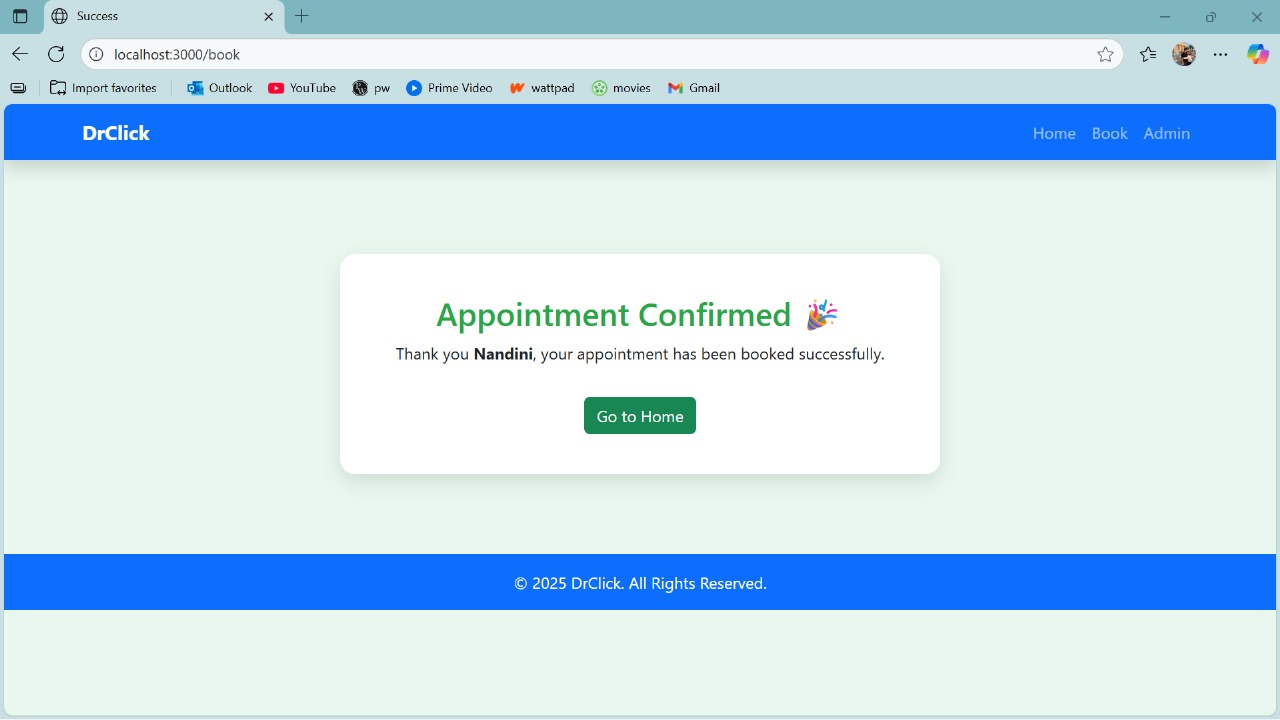 Success
localhost:3000/book
Import favorites Outlook YouTube pw Prime Video wattpad movies Gmail
DrClick Home Book Admin
Appointment Confirmed 🎉
Thank you Nandini, your appointment has been booked successfully.
Go to Home
© 2025 DrClick. All Rights Reserved.